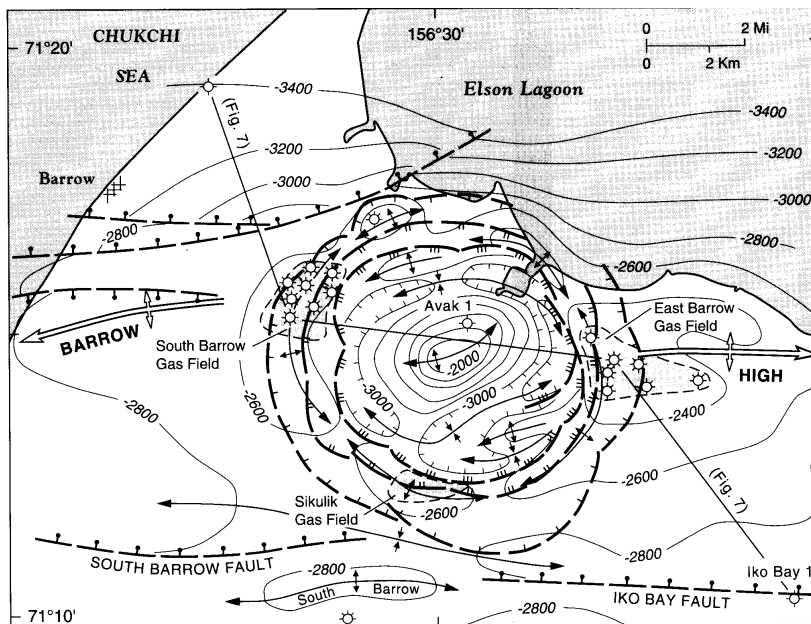 71°20'
CHUKCHI
SEA
156°30'
0 2 Mi
0 2 Km
Elson Lagoon
(Fig. 7)
-3400
-3400
-3200
-3200
-3000
-3000
Barrow
-2800
-2800
-2600
Avak 1
East Barrow
Gas Field
South Barrow
Gas Field
BARROW
HIGH
-2000
-3000
-3000
-2400
-2600
-2800
-2600
(Fig. 7)
Sikulik
Gas Field
-2600
-2800
SOUTH BARROW FAULT
-2800
South Barrow
Iko Bay 1
IKO BAY FAULT
-2800
71°10'